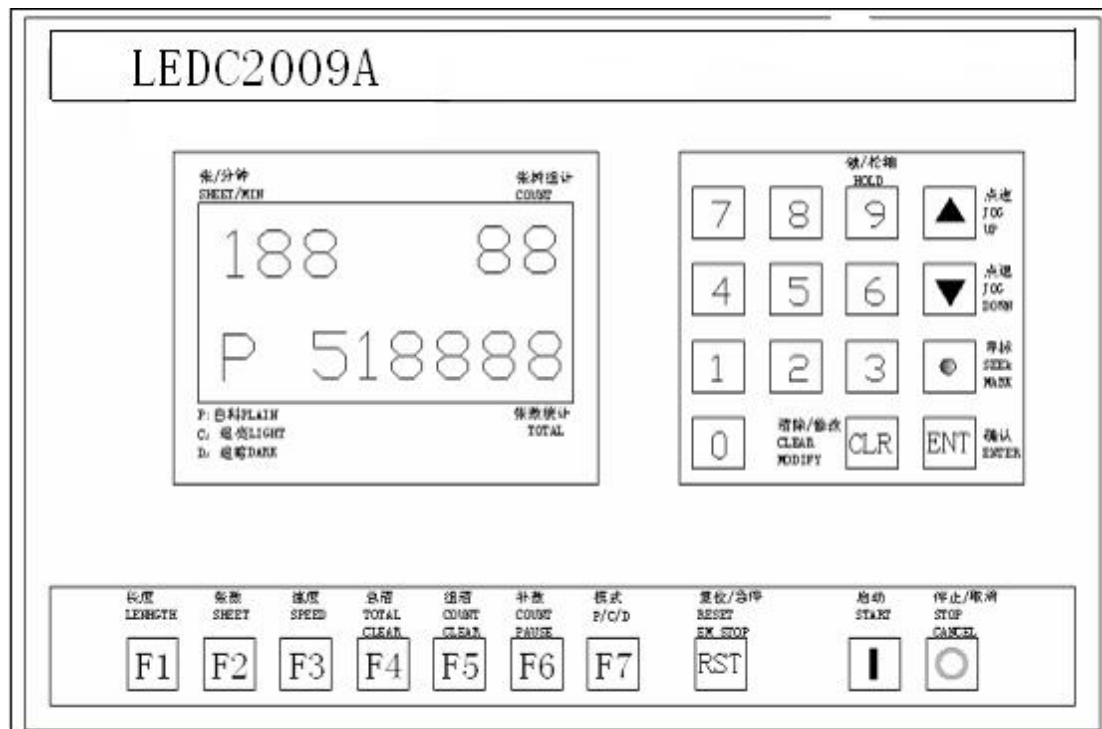 LEDC2009A
张/分钟
SHEET/MIN
COUNT
188 88
P 518888
P: 白料PLAIN
C: 追亮LIGHT
D: 追暗DARK
张数统计
TOTAL
锁/松轴
HOLD
7 8 9
点进
JOG
UP
4 5 6
点退
JOG
DOWN
1 2 3
寻标
SEEK
MARK
0
清除/修改
CLEAR
MODIFY
CLR
ENT
确认
ENTER
长度
LENHGTH
F1
张数
SHEET
F2
速度
SPEED
F3
总清
TOTAL
CLEAR
F4
组清
COUNT
CLEAR
F5
补数
COUNT
PAUSE
F6
模式
P/C/D
F7
复位/急停
RESET
EM STOP
RST
启动
START
停止/取消
STOP
CANCEL